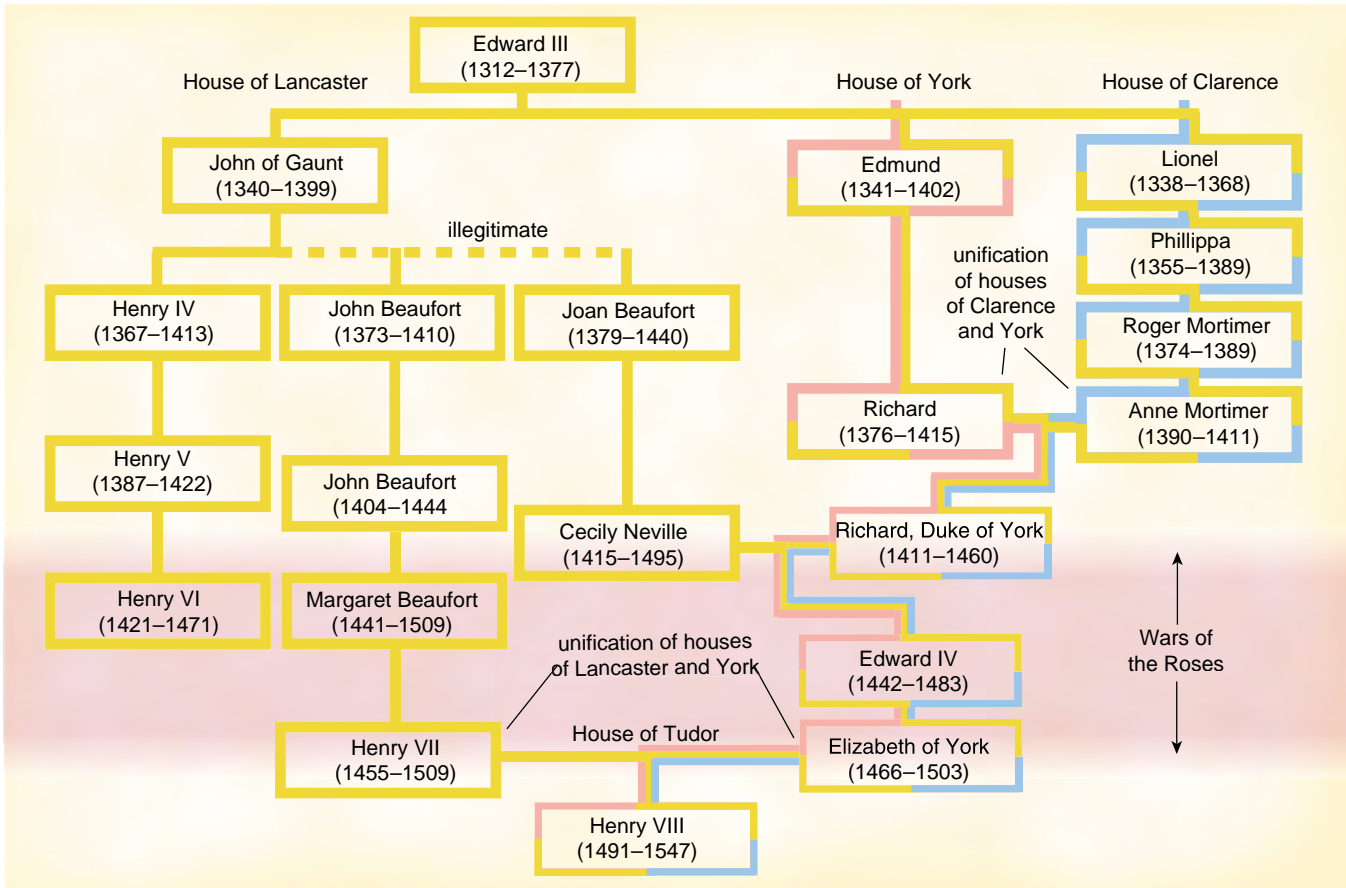 Edward III
(1312–1377)
House of Lancaster
House of York
House of Clarence
John of Gaunt
(1340–1399)
Edmund
(1341–1402)
Lionel
(1338–1368)
illegitimate
unification
of houses
of Clarence
and York
Phillippa
(1355–1389)
Henry IV
(1367–1413)
John Beaufort
(1373–1410)
Joan Beaufort
(1379–1440)
Roger Mortimer
(1374–1389)
Richard
(1376–1415)
Anne Mortimer
(1390–1411)
Henry V
(1387–1422)
John Beaufort
(1404–1444
Cecily Neville
(1415–1495)
Richard, Duke of York
(1411–1460)
Henry VI
(1421–1471)
Margaret Beaufort
(1441–1509)
unification of houses
of Lancaster and York
Edward IV
(1442–1483)
Wars of
the Roses
Henry VII
(1455–1509)
House of Tudor
Elizabeth of York
(1466–1503)
Henry VIII
(1491–1547)